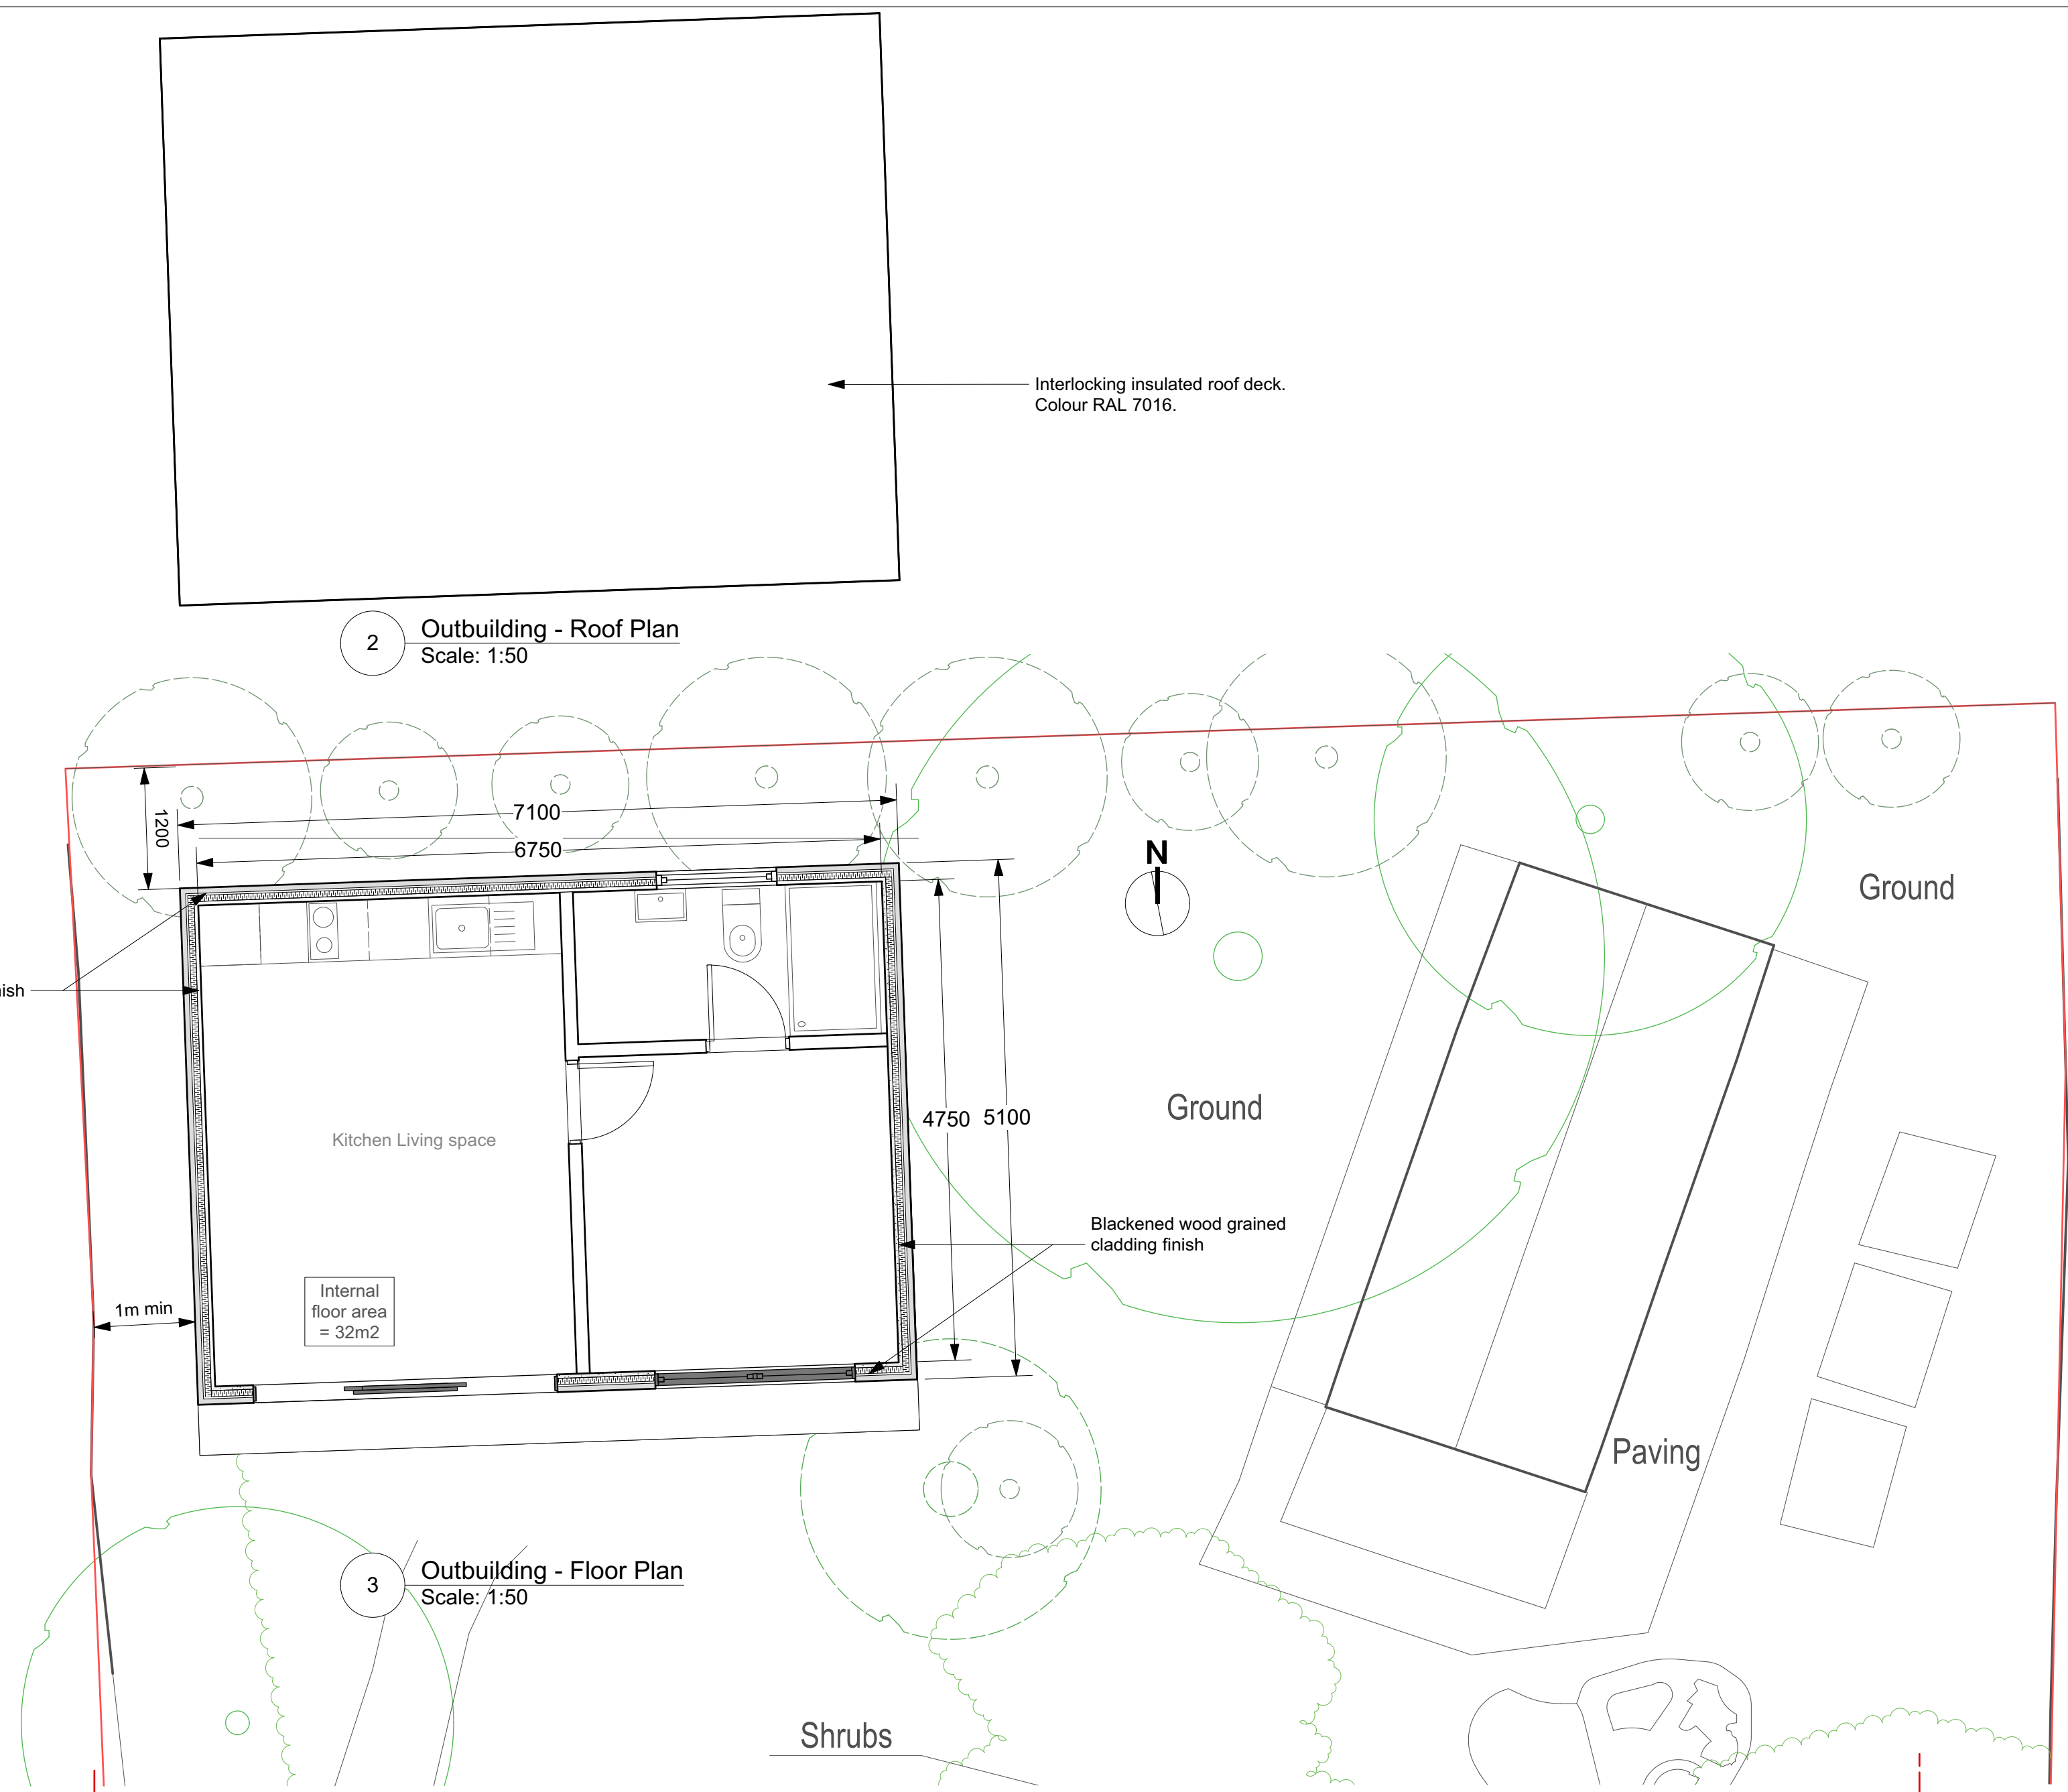 Interlocking insulated roof deck.
Colour RAL 7016.
2
Outbuilding - Roof Plan
Scale: 1:50
1200
7100
6750
N
Ground
Ground
4750
5100
Kitchen Living space
Blackened wood grained
cladding finish
Internal
floor area
= 32m2
1m min
Paving
3
Outbuilding - Floor Plan
Scale: 1:50
Shrubs